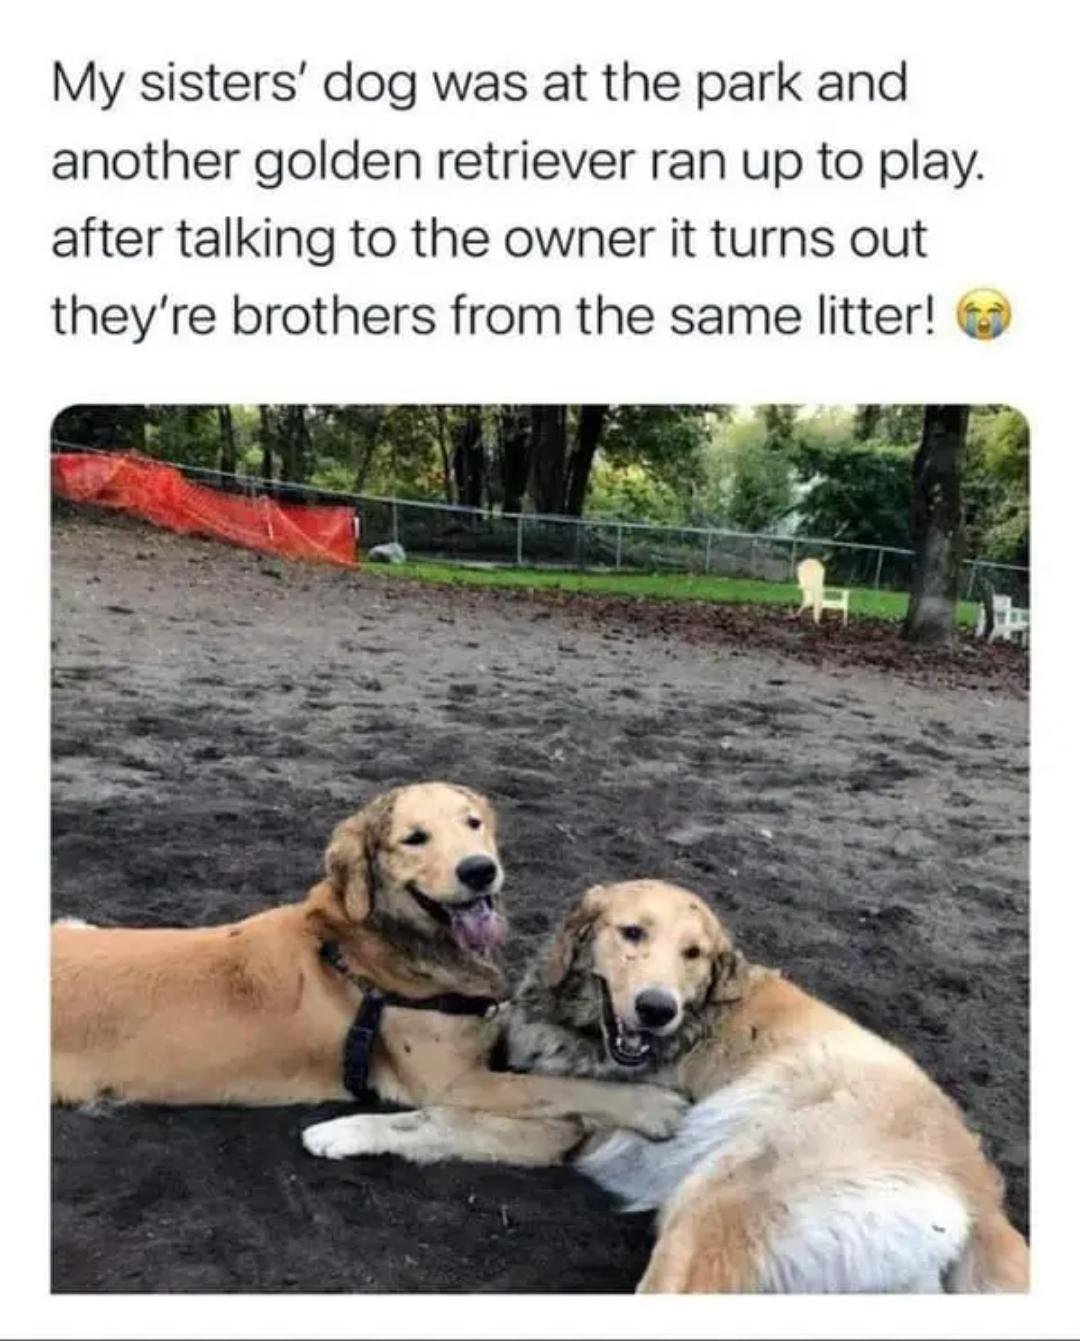 My sisters' dog was at the park and
another golden retriever ran up to play.
after talking to the owner it turns out
they're brothers from the same litter! 😭